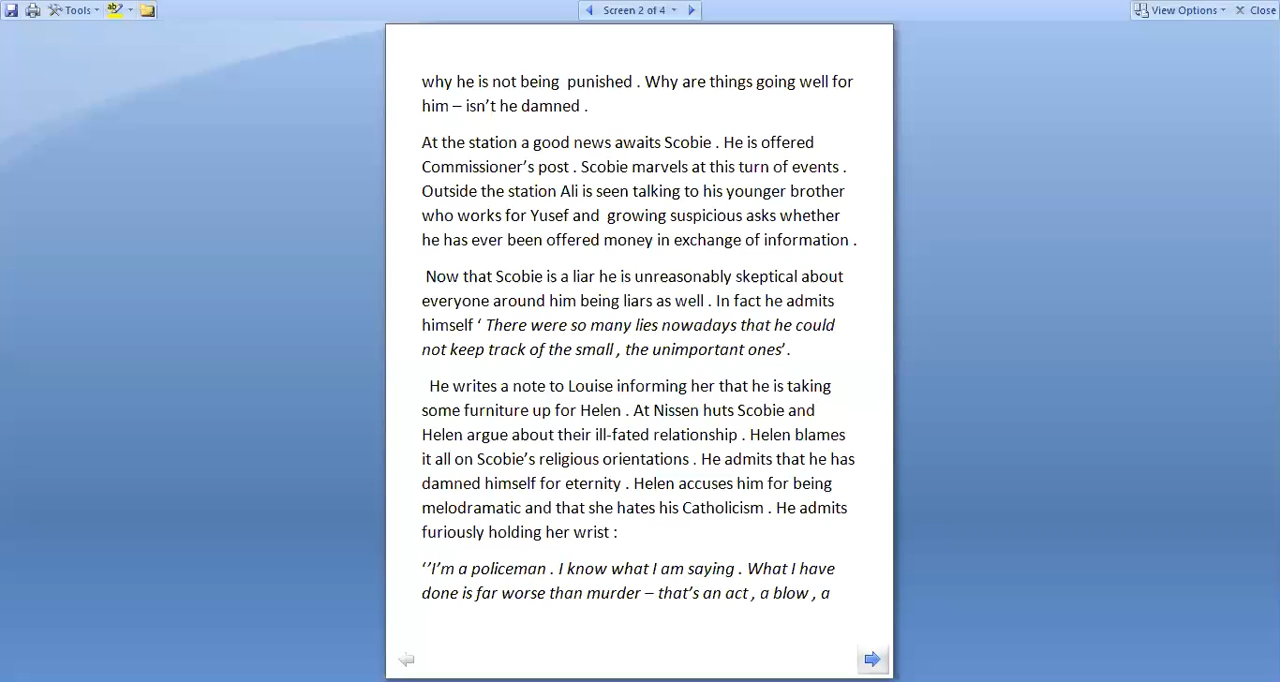 Tools
Screen 2 of 4
View Options
Close
why he is not being  punished . Why are things going well for
him – isn’t he damned .
At the station a good news awaits Scobie . He is offered
Commissioner’s post . Scobie marvels at this turn of events .
Outside the station Ali is seen talking to his younger brother
who works for Yusef and  growing suspicious asks whether
he has ever been offered money in exchange of information .
Now that Scobie is a liar he is unreasonably skeptical about
everyone around him being liars as well . In fact he admits
himself ‘ There were so many lies nowadays that he could
not keep track of the small , the unimportant ones’.
He writes a note to Louise informing her that he is taking
some furniture up for Helen . At Nissen huts Scobie and
Helen argue about their ill-fated relationship . Helen blames
it all on Scobie’s religious orientations . He admits that he has
damned himself for eternity . Helen accuses him for being
melodramatic and that she hates his Catholicism . He admits
furiously holding her wrist :
‘’I’m a policeman . I know what I am saying . What I have
done is far worse than murder – that’s an act , a blow , a